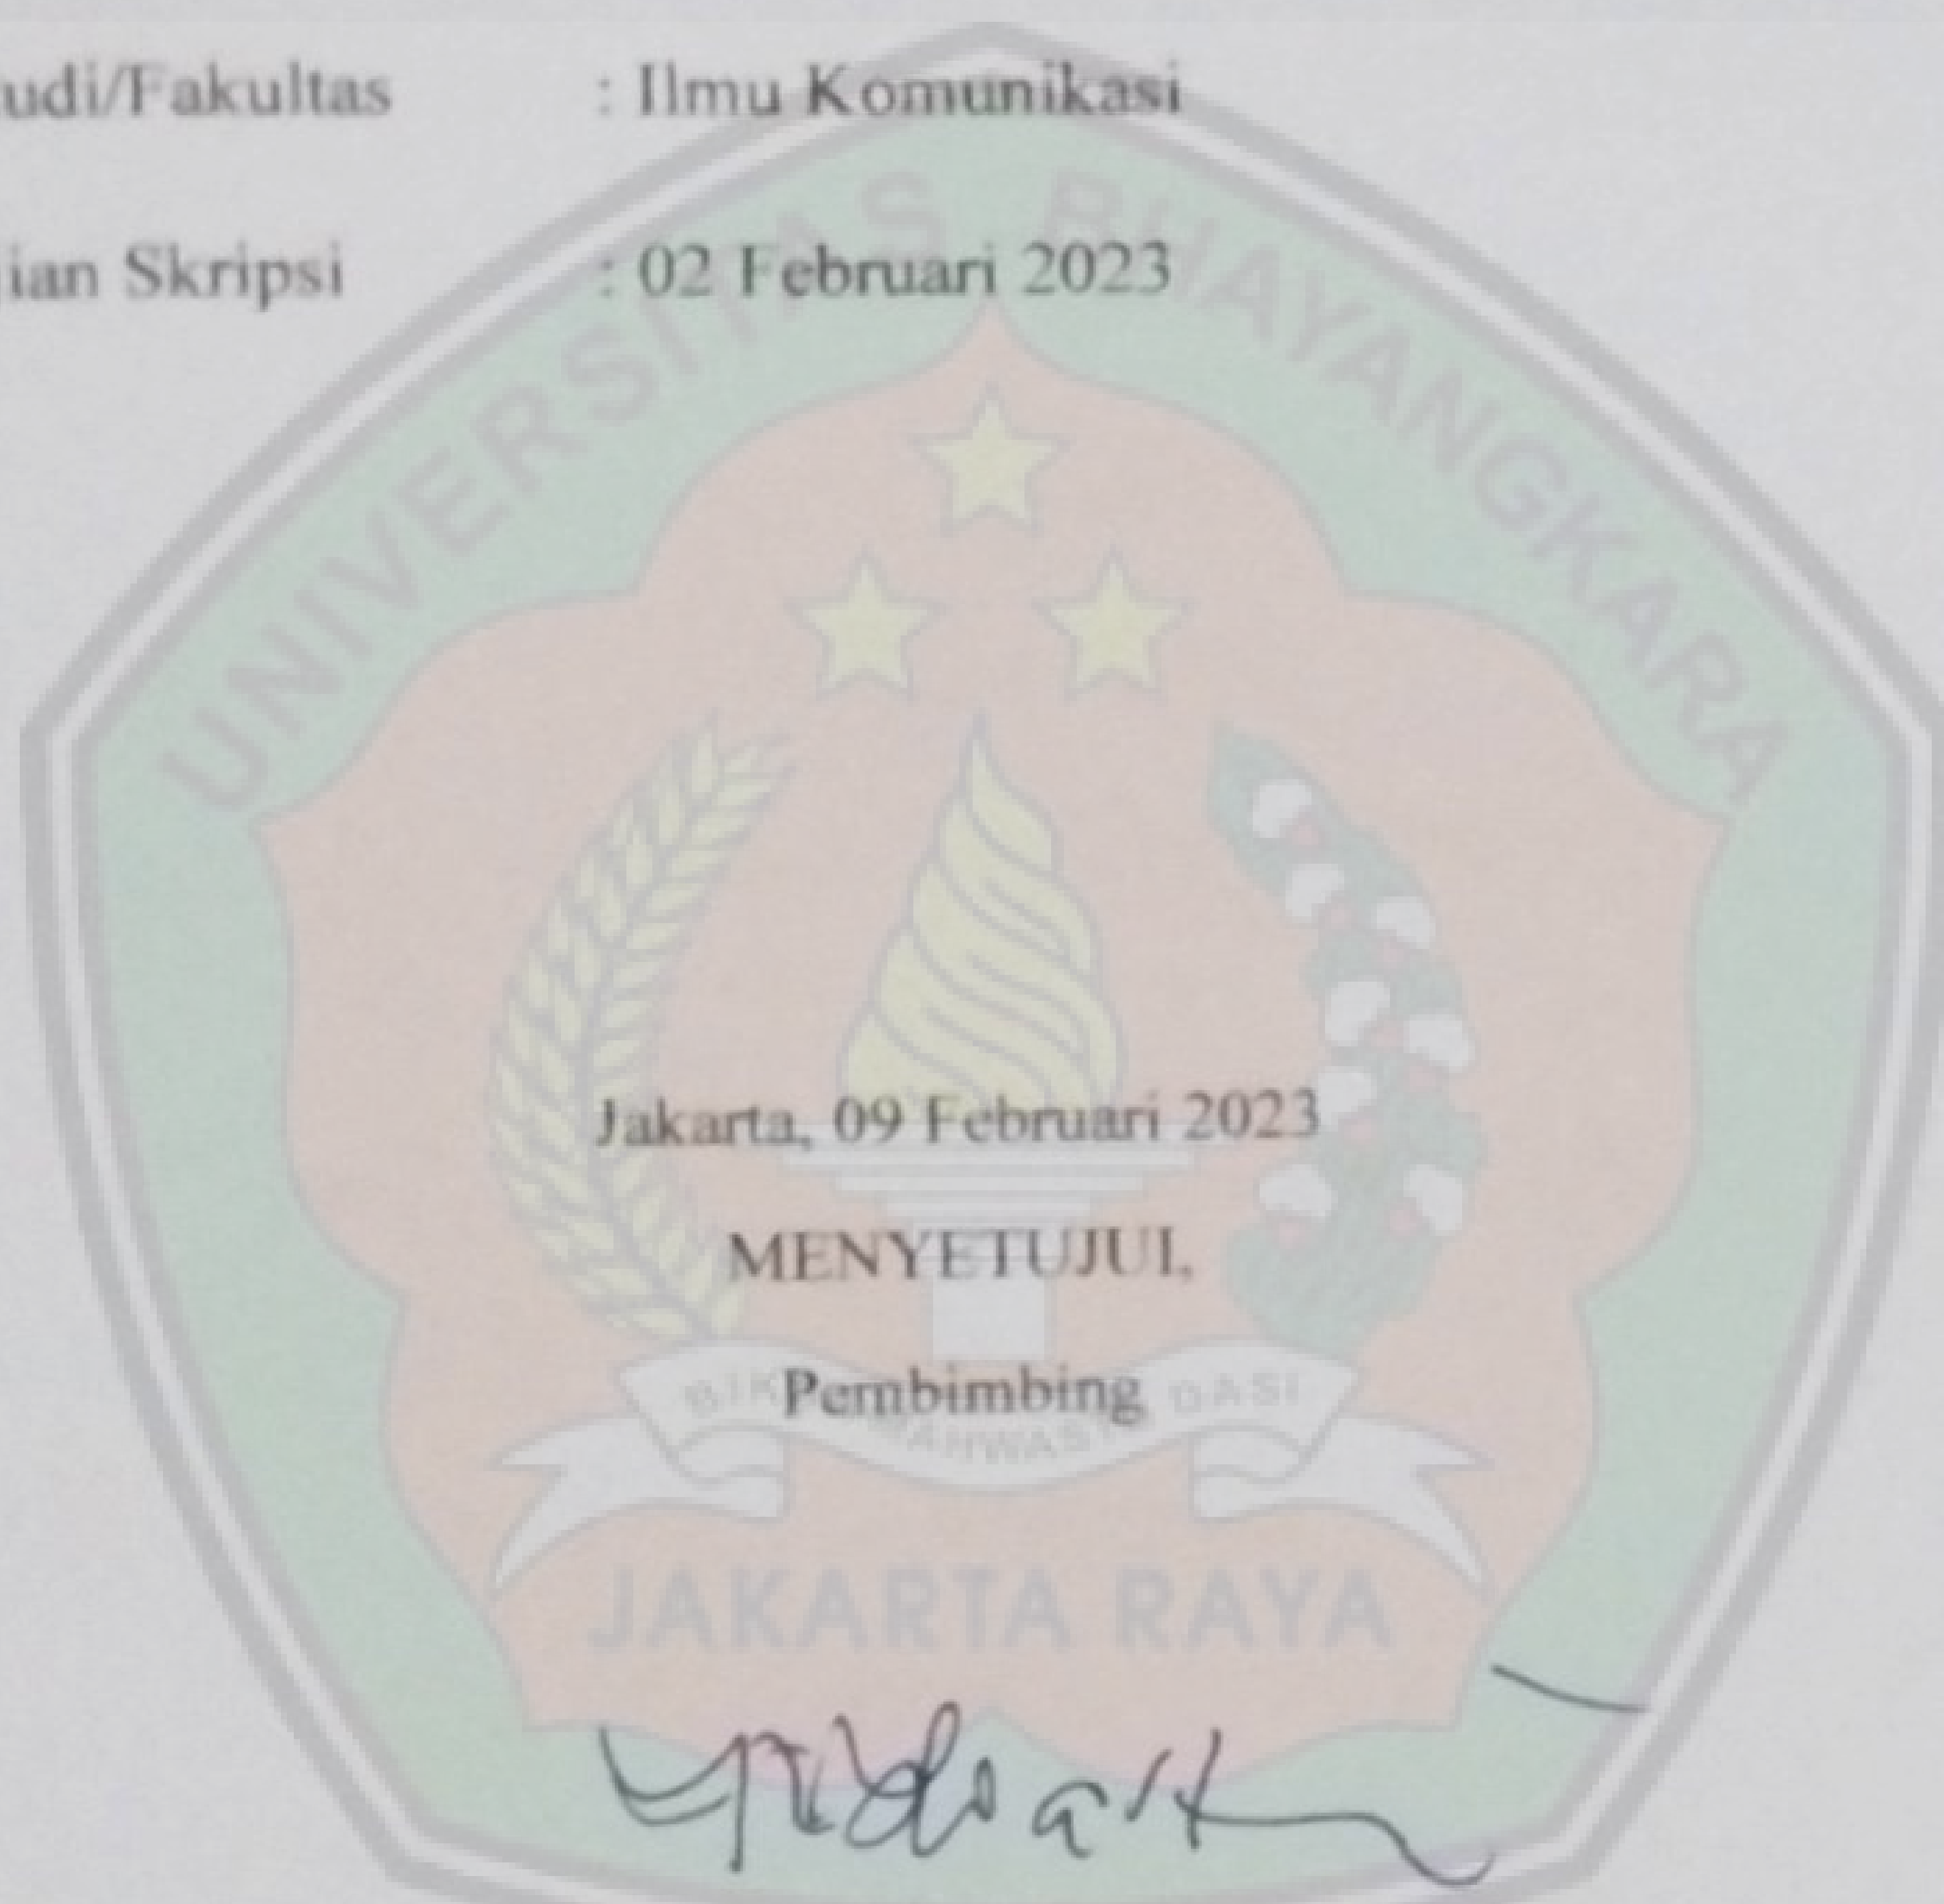 udi/Fakultas : Ilmu Komunikasi
ian Skripsi : 02 Februari 2023
UNIVERSITAS BHAYANGKARA
Jakarta, 09 Februari 2023
MENYETUJUI,
Pembimbing
JAKARTA RAYA